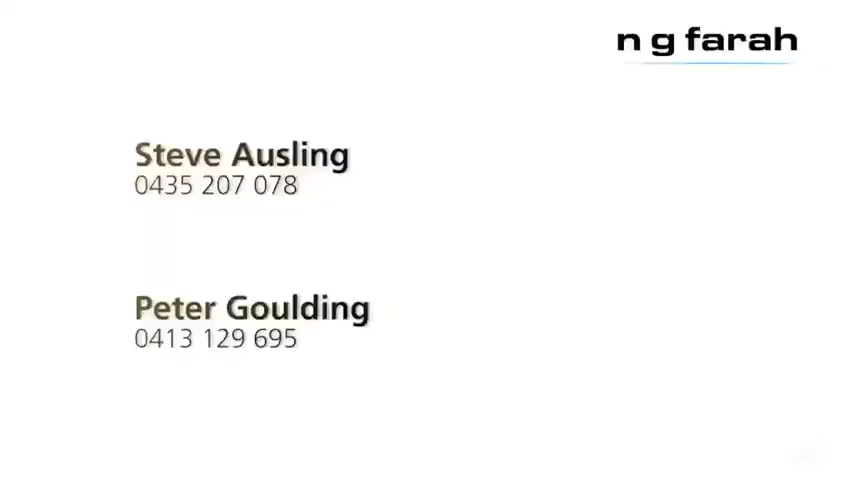 n g farah
Steve Ausling
0435 207 078
Peter Goulding
0413 129 695